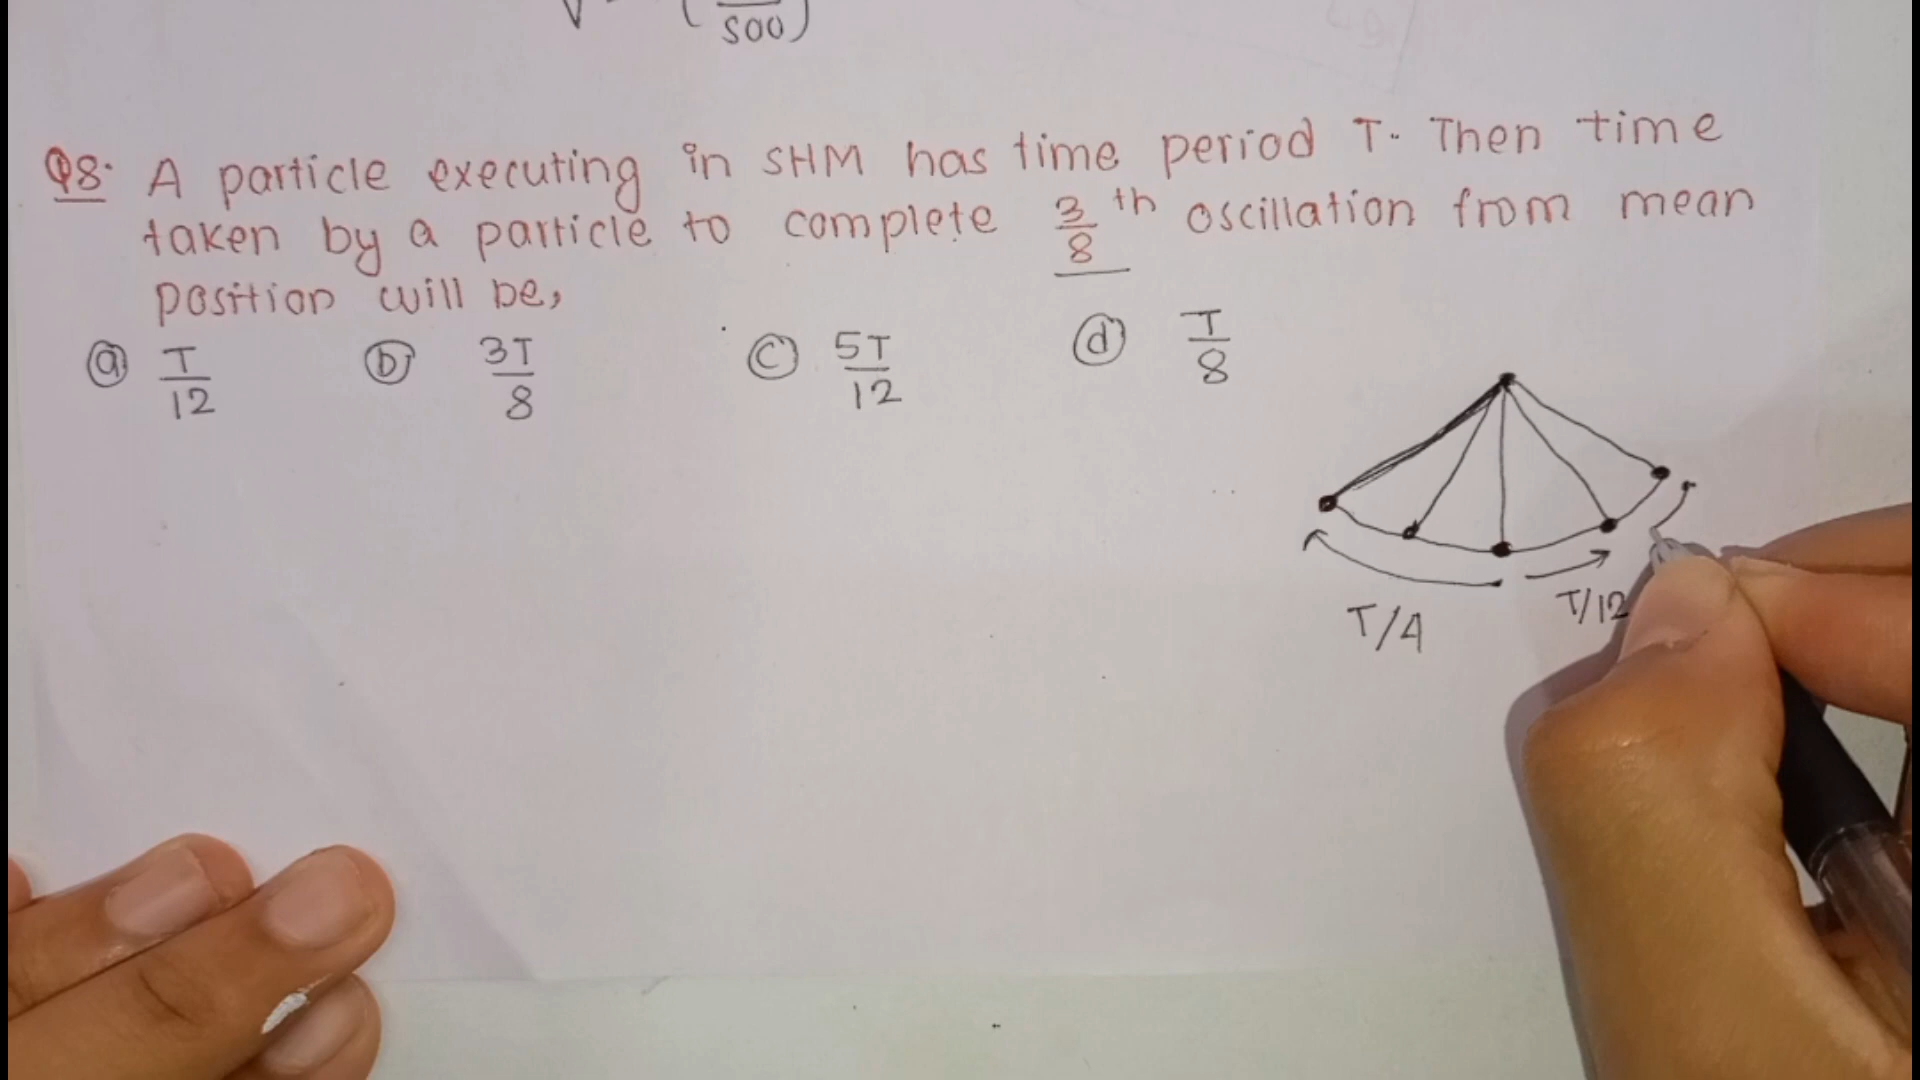 500
Q8. A particle executing in SHM has time period T. Then time
taken by a particle to complete 3/8 th oscillation from mean
position will be,
(a) T/12 (b) 3T/8 (c) 5T/12 (d) T/8
T/4 T/12